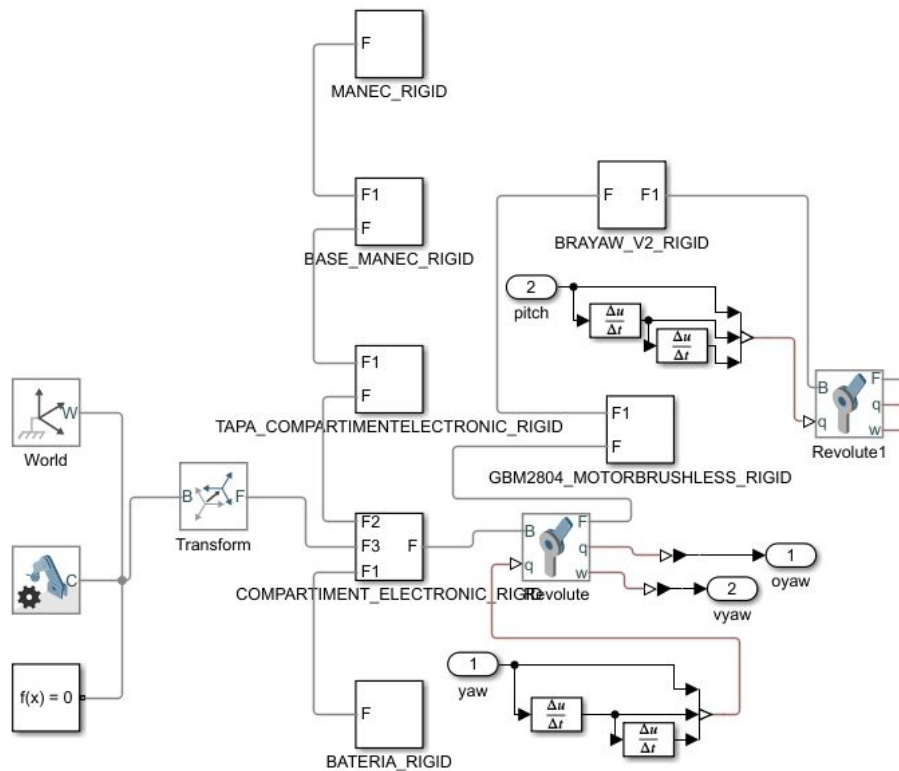 F
MANEC_RIGID
F1
F
BASE_MANEC_RIGID
F F1
BRAYAW_V2_RIGID
2
pitch
Δu
Δt
Δu
Δt
F1
F
TAPA_COMPARTIMENTELECTRONIC_RIGID
B F
q q
w
Revolute1
W
World
F1
F
GBM2804_MOTORBRUSHLESS_RIGID
B F
Transform
F2
F3 F
F1
COMPARTIMENT_ELECTRONIC_RIGID
B F
q q
w
Revolute
1
oyaw
2
vyaw
C
f(x) = 0
1
yaw
Δu
Δt
Δu
Δt
F
BATERIA_RIGID